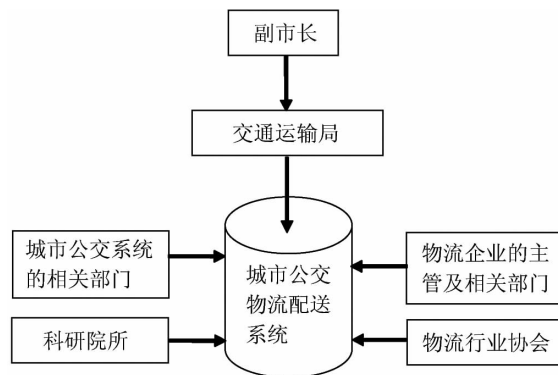 副市长
交通运输局
城市公交系统
的相关部门
城市公交
物流配送
系统
物流企业的主
管及相关部门
科研院所
物流行业协会